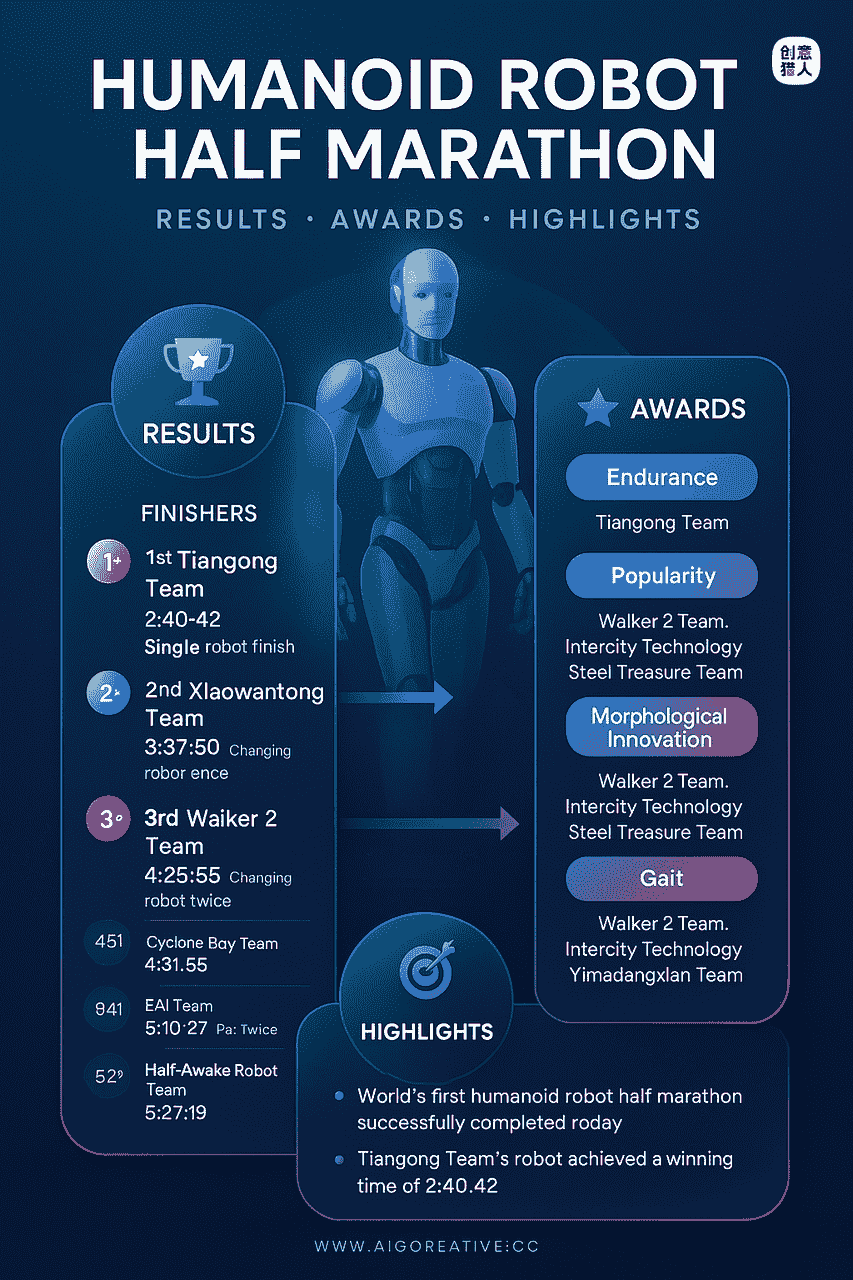 创意
猎人
HUMANOID ROBOT
HALF MARATHON
RESULTS • AWARDS • HIGHLIGHTS
RESULTS
FINISHERS
1+
1st Tiangong
Team
2:40-42
Single robot finish
2
2nd Xlaowantong
Team
3:37:50 Changing
robor ence
3º
3rd Waiker 2
Team
4:25:55 Changing
robot twice
451
Cyclone Bay Team
4:31.55
941
EAI Team
5:10·27 Pa: Twice
52⁹
Half-Awake Robot
Team
5:27:19
AWARDS
Endurance
Tiangong Team
Popularity
Walker 2 Team.
Intercity Technology
Steel Treasure Team
Morphological
Innovation
Walker 2 Team.
Intercity Technology
Steel Treasure Team
Gait
Walker 2 Team.
Intercity Technology
Yimadangxlan Team
HIGHLIGHTS
• World's first humanoid robot half marathon
successfully completed roday
• Tiangong Team's robot achieved a winning
time of 2:40.42
WWW.AIGOREATIVE:CC